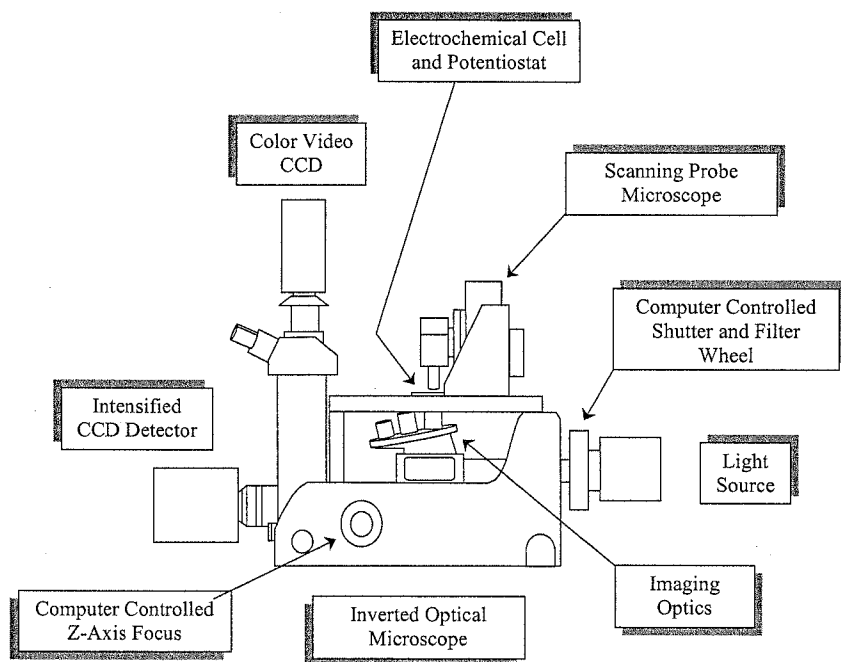 Electrochemical Cell
and Potentiostat
Color Video
CCD
Scanning Probe
Microscope
Computer Controlled
Shutter and Filter
Wheel
Intensified
CCD Detector
Light
Source
Computer Controlled
Z-Axis Focus
Inverted Optical
Microscope
Imaging
Optics